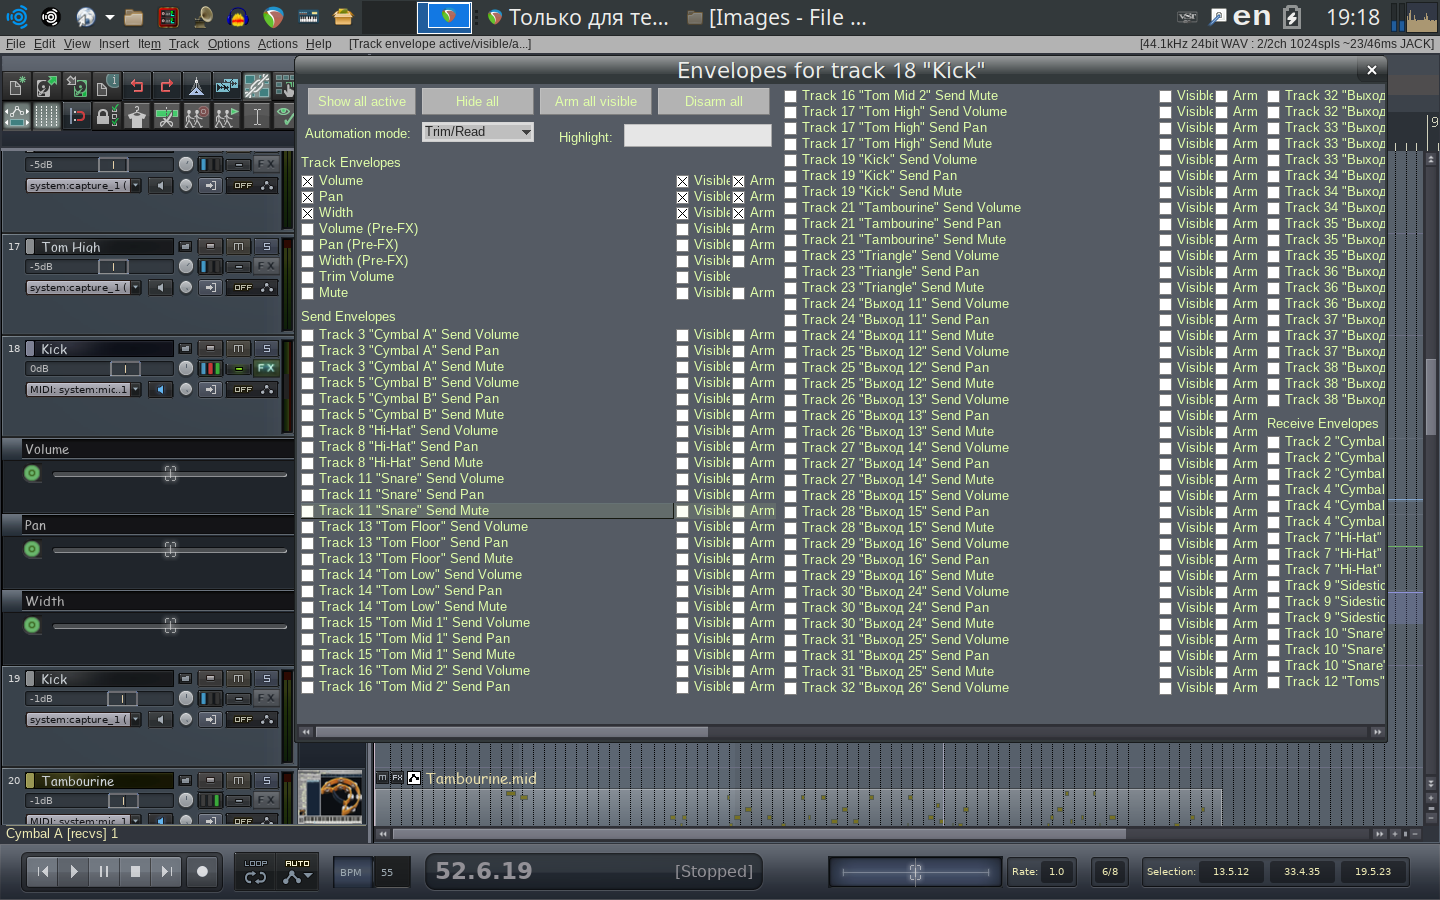 Только для те...
[Images - File ...
en
19:18
File Edit View Insert Item Track Options Actions Help [Track envelope active/visible/a...]
[44.1kHz 24bit WAV : 2/2ch 1024spls ~23/46ms JACK]
Envelopes for track 18 "Kick"
Show all active
Hide all
Arm all visible
Disarm all
Automation mode: Trim/Read
Highlight:
Track Envelopes
Volume Visible Arm
Pan Visible Arm
Width Visible Arm
Volume (Pre-FX) Visible Arm
Pan (Pre-FX) Visible Arm
Width (Pre-FX) Visible Arm
Trim Volume Visible
Mute Visible Arm
Send Envelopes
Track 3 "Cymbal A" Send Volume Visible Arm
Track 3 "Cymbal A" Send Pan Visible Arm
Track 3 "Cymbal A" Send Mute Visible Arm
Track 5 "Cymbal B" Send Volume Visible Arm
Track 5 "Cymbal B" Send Pan Visible Arm
Track 5 "Cymbal B" Send Mute Visible Arm
Track 8 "Hi-Hat" Send Volume Visible Arm
Track 8 "Hi-Hat" Send Pan Visible Arm
Track 8 "Hi-Hat" Send Mute Visible Arm
Track 11 "Snare" Send Volume Visible Arm
Track 11 "Snare" Send Pan Visible Arm
Track 11 "Snare" Send Mute Visible Arm
Track 13 "Tom Floor" Send Volume Visible Arm
Track 13 "Tom Floor" Send Pan Visible Arm
Track 13 "Tom Floor" Send Mute Visible Arm
Track 14 "Tom Low" Send Volume Visible Arm
Track 14 "Tom Low" Send Pan Visible Arm
Track 14 "Tom Low" Send Mute Visible Arm
Track 15 "Tom Mid 1" Send Volume Visible Arm
Track 15 "Tom Mid 1" Send Pan Visible Arm
Track 15 "Tom Mid 1" Send Mute Visible Arm
Track 16 "Tom Mid 2" Send Volume Visible Arm
Track 16 "Tom Mid 2" Send Pan Visible Arm
Track 16 "Tom Mid 2" Send Mute Visible Arm
Track 17 "Tom High" Send Volume Visible Arm
Track 17 "Tom High" Send Pan Visible Arm
Track 17 "Tom High" Send Mute Visible Arm
Track 19 "Kick" Send Volume Visible Arm
Track 19 "Kick" Send Pan Visible Arm
Track 19 "Kick" Send Mute Visible Arm
Track 21 "Tambourine" Send Volume Visible Arm
Track 21 "Tambourine" Send Pan Visible Arm
Track 21 "Tambourine" Send Mute Visible Arm
Track 23 "Triangle" Send Volume Visible Arm
Track 23 "Triangle" Send Pan Visible Arm
Track 23 "Triangle" Send Mute Visible Arm
Track 24 "Выход 11" Send Volume Visible Arm
Track 24 "Выход 11" Send Pan Visible Arm
Track 24 "Выход 11" Send Mute Visible Arm
Track 25 "Выход 12" Send Volume Visible Arm
Track 25 "Выход 12" Send Pan Visible Arm
Track 25 "Выход 12" Send Mute Visible Arm
Track 26 "Выход 13" Send Volume Visible Arm
Track 26 "Выход 13" Send Pan Visible Arm
Track 26 "Выход 13" Send Mute Visible Arm
Track 27 "Выход 14" Send Volume Visible Arm
Track 27 "Выход 14" Send Pan Visible Arm
Track 27 "Выход 14" Send Mute Visible Arm
Track 28 "Выход 15" Send Volume Visible Arm
Track 28 "Выход 15" Send Pan Visible Arm
Track 28 "Выход 15" Send Mute Visible Arm
Track 29 "Выход 16" Send Volume Visible Arm
Track 29 "Выход 16" Send Pan Visible Arm
Track 29 "Выход 16" Send Mute Visible Arm
Track 30 "Выход 24" Send Volume Visible Arm
Track 30 "Выход 24" Send Pan Visible Arm
Track 30 "Выход 24" Send Mute Visible Arm
Track 31 "Выход 25" Send Volume Visible Arm
Track 31 "Выход 25" Send Pan Visible Arm
Track 31 "Выход 25" Send Mute Visible Arm
Track 32 "Выход 26" Send Volume Visible Arm
Track 32 "Выход
Track 32 "Выход
Track 33 "Выход
Track 33 "Выход
Track 33 "Выход
Track 34 "Выход
Track 34 "Выход
Track 34 "Выход
Track 35 "Выход
Track 35 "Выход
Track 35 "Выход
Track 36 "Выход
Track 36 "Выход
Track 36 "Выход
Track 37 "Выход
Track 37 "Выход
Track 37 "Выход
Track 38 "Выход
Track 38 "Выход
Track 38 "Выход
Receive Envelopes
Track 2 "Cymbal
Track 2 "Cymbal
Track 2 "Cymbal
Track 4 "Cymbal
Track 4 "Cymbal
Track 4 "Cymbal
Track 7 "Hi-Hat"
Track 7 "Hi-Hat"
Track 7 "Hi-Hat"
Track 9 "Sidestic
Track 9 "Sidestic
Track 9 "Sidestic
Track 10 "Snare"
Track 10 "Snare"
Track 10 "Snare"
Track 12 "Toms"
9
-5dB FX
system:capture_1 ( OFF
17 Tom High M S
-5dB FX
system:capture_1 ( OFF
18 Kick M S
0dB FX
MIDI: system:mic..1 OFF
Volume
Pan
Width
19 Kick M S
-1dB FX
system:capture_1 ( OFF
20 Tambourine M S
-1dB FX
MIDI: system:mic..1 OFF
M FX Tambourine.mid
Cymbal A [recvs] 1
LOOP
AUTO
BPM 55
52.6.19
[Stopped]
Rate: 1.0
6/8
Selection: 13.5.12 33.4.35 19.5.23